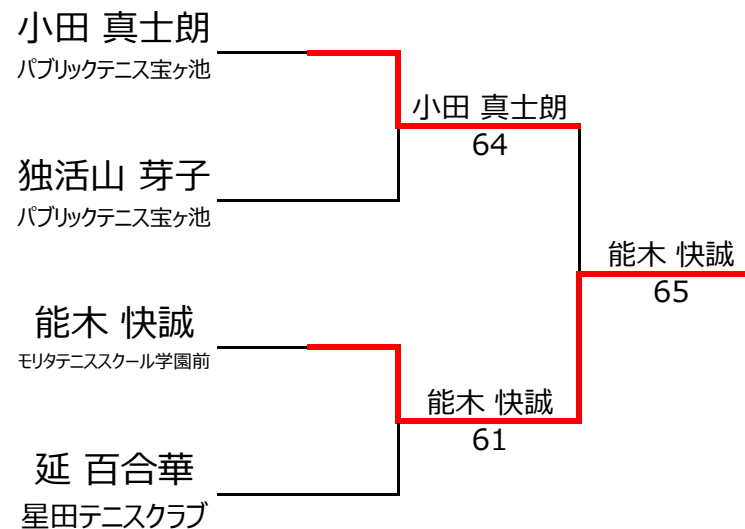 小田 真士朗
パブリックテニス宝ヶ池
小田 真士朗
64
独活山 芽子
パブリックテニス宝ヶ池
能木 快誠
65
能木 快誠
モリタテニススクール学園前
能木 快誠
61
延 百合華
星田テニスクラブ